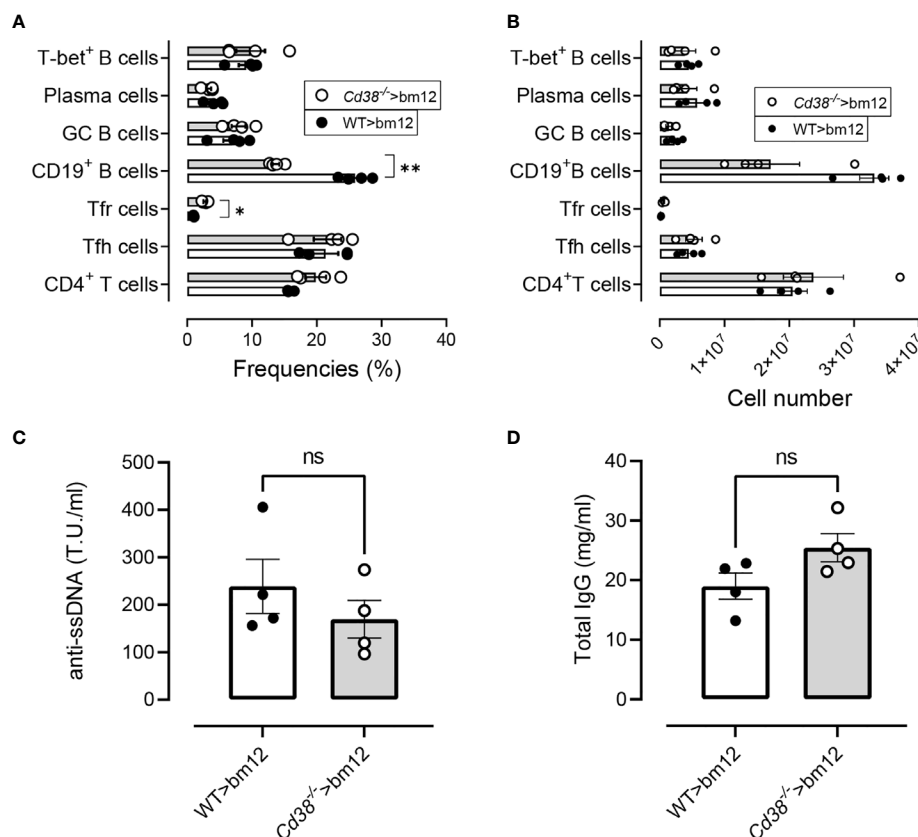 A
T-bet⁺ B cells
Plasma cells
GC B cells
CD19⁺ B cells
Tfr cells
Tfh cells
CD4⁺ T cells
Cd38⁻/⁻>bm12
WT>bm12
**
*
0 10 20 30 40
Frequencies (%)
B
T-bet⁺ B cells
Plasma cells
GC B cells
CD19⁺B cells
Tfr cells
Tfh cells
CD4⁺T cells
Cd38⁻/⁻>bm12
WT>bm12
0 1×10⁷ 2×10⁷ 3×10⁷ 4×10⁷
Cell number
C
ns
anti-ssDNA (T.U./ml)
500
400
300
200
100
0
WT>bm12
Cd38⁻/⁻>bm12
D
ns
Total IgG (mg/ml)
40
30
20
10
0
WT>bm12
Cd38⁻/⁻>bm12